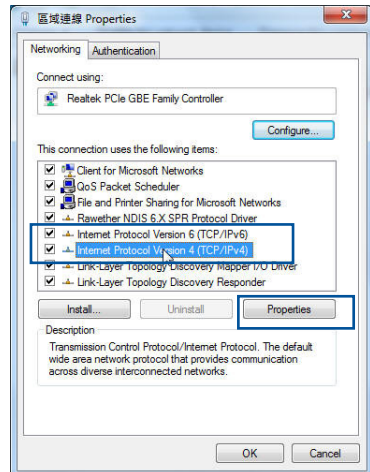 區域連線 Properties
Networking
Authentication
Connect using:
Realtek PCIe GBE Family Controller
Configure...
This connection uses the following items:
Client for Microsoft Networks
QoS Packet Scheduler
File and Printer Sharing for Microsoft Networks
Rawether NDIS 6.X SPR Protocol Driver
Internet Protocol Version 6 (TCP/IPv6)
Internet Protocol Version 4 (TCP/IPv4)
Link-Layer Topology Discovery Mapper I/O Driver
Link-Layer Topology Discovery Responder
Install...
Uninstall
Properties
Description
Transmission Control Protocol/Internet Protocol. The default
wide area network protocol that provides communication
across diverse interconnected networks.
OK
Cancel